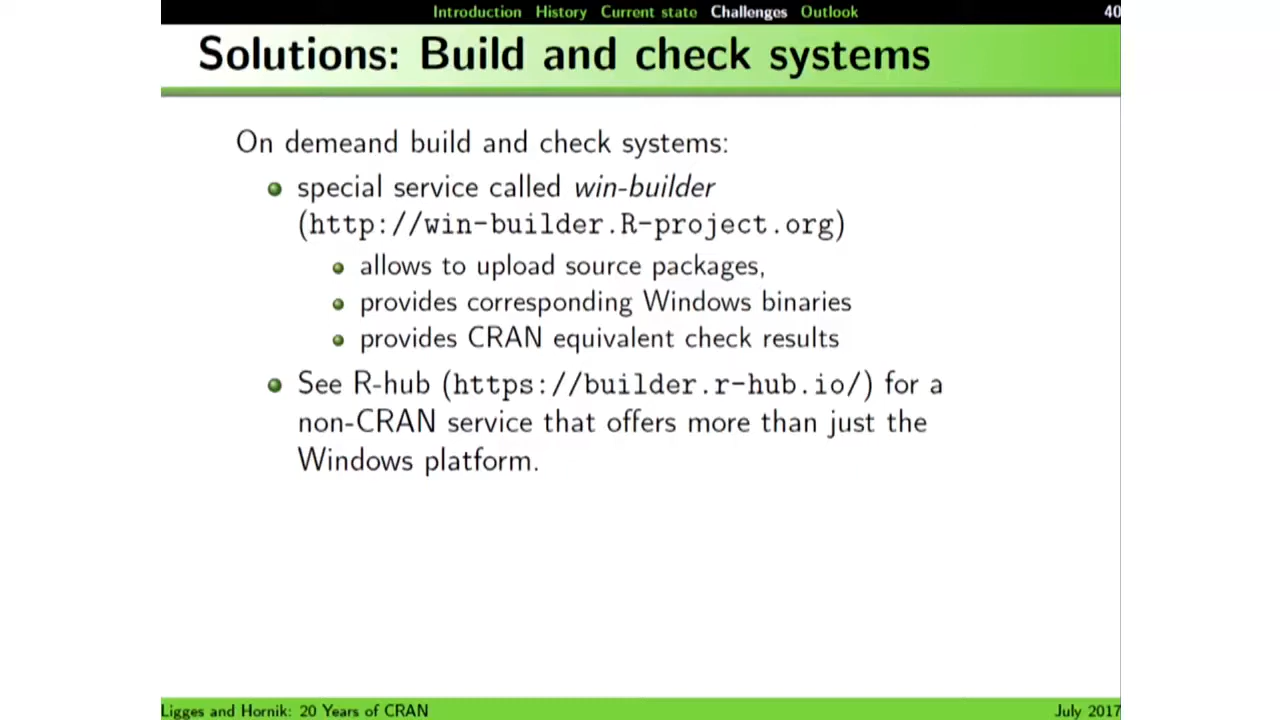 Introduction History Current state Challenges Outlook 40
Solutions: Build and check systems
On demeand build and check systems:
special service called win-builder
(http://win-builder.R-project.org)
allows to upload source packages,
provides corresponding Windows binaries
provides CRAN equivalent check results
See R-hub (https://builder.r-hub.io/) for a
non-CRAN service that offers more than just the
Windows platform.
Ligges and Hornik: 20 Years of CRAN July 2017